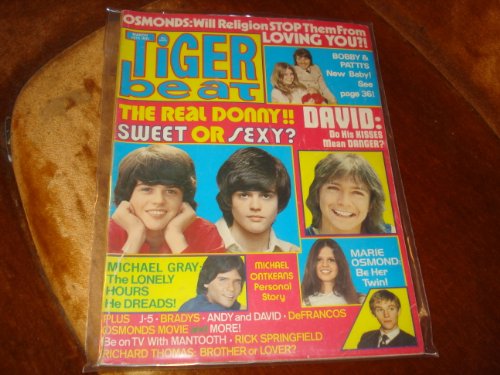 OSMONDS: Will Religion STOP Them From
LOVING YOU?!
TiGER
beat
BOBBY &
PATTI'S
New Baby!
See
page 36!
THE REAL DONNY!!
SWEET OR SEXY?
DAVID:
Do His KISSES
Mean DANGER?
MICHAEL GRAY:
THE LONELY
HOURS
He DREADS!
MICHAEL
ONTKEANS
Personal
Story
MARIE
OSMOND:
Be Her
Twin!
PLUS J-5 • BRADYS • ANDY and DAVID • DeFRANCOS
OSMONDS MOVIE and MORE!
Be on TV With MANTOOTH • RICK SPRINGFIELD
RICHARD THOMAS: BROTHER or LOVER?